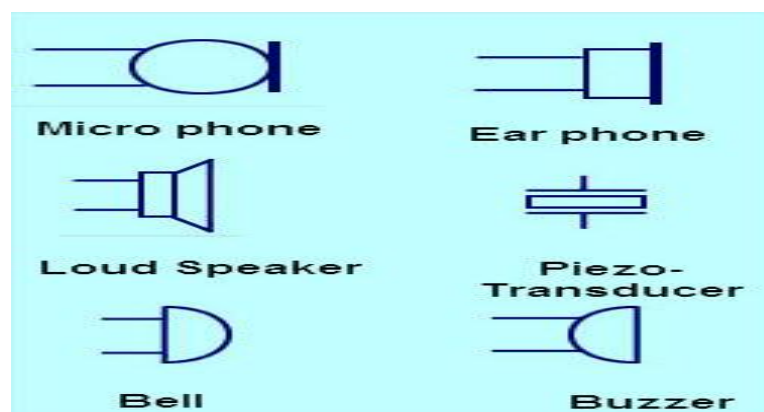 Micro phone
Ear phone
Loud Speaker
Piezo-
Transducer
Bell
Buzzer